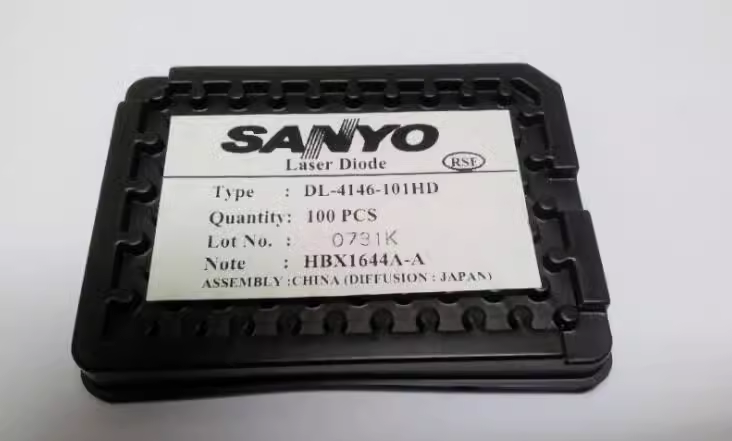 SANYO
Laser Diode RSF
Type : DL-4146-101HD
Quantity: 100 PCS
Lot No. : 0731K
Note : HBX1644A-A
ASSEMBLY :CHINA (DIFFUSION : JAPAN)